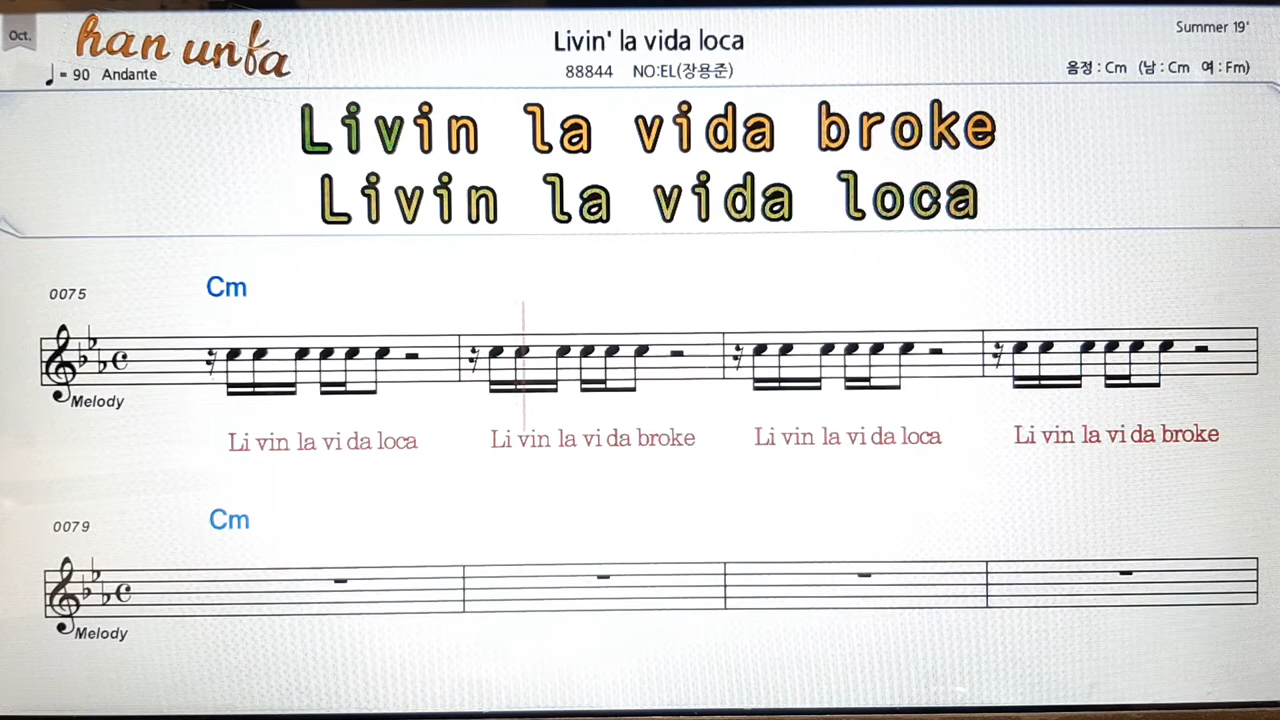 Oct.
han unfa
Livin' la vida loca
Summer 19'
♩ = 90 Andante
88844 NO:EL(장용준)
음정 : Cm (남 : Cm 여 : Fm)
Livin la vida broke
Livin la vida loca
0075
Cm
Melody
Li vin la vi da loca Li vin la vi da broke Li vin la vi da loca Li vin la vi da broke
0079
Cm
Melody